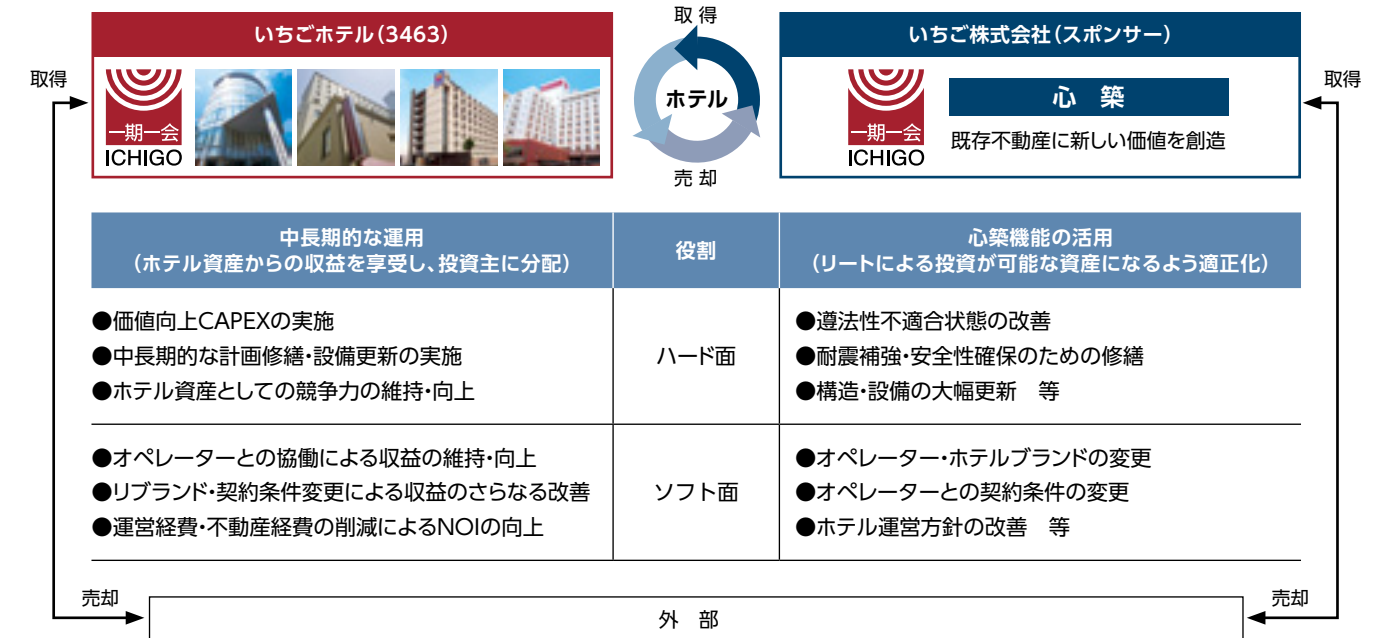 取得
いちごホテル(3463)
いちご株式会社(スポンサー)
取得
取得
一期一会
ICHIGO
ホテル
一期一会
ICHIGO
心 築
既存不動産に新しい価値を創造
売却
中長期的な運用
(ホテル資産からの収益を享受し、投資主に分配)
役割
心築機能の活用
(リートによる投資が可能な資産になるよう適正化)
●価値向上CAPEXの実施
●中長期的な計画修繕・設備更新の実施
●ホテル資産としての競争力の維持・向上
ハード面
●遵法性不適合状態の改善
●耐震補強・安全性確保のための修繕
●構造・設備の大幅更新 等
●オペレーターとの協働による収益の維持・向上
●リブランド・契約条件変更による収益のさらなる改善
●運営経費・不動産経費の削減によるNOIの向上
ソフト面
●オペレーター・ホテルブランドの変更
●オペレーターとの契約条件の変更
●ホテル運営方針の改善 等
売却
売却
外 部